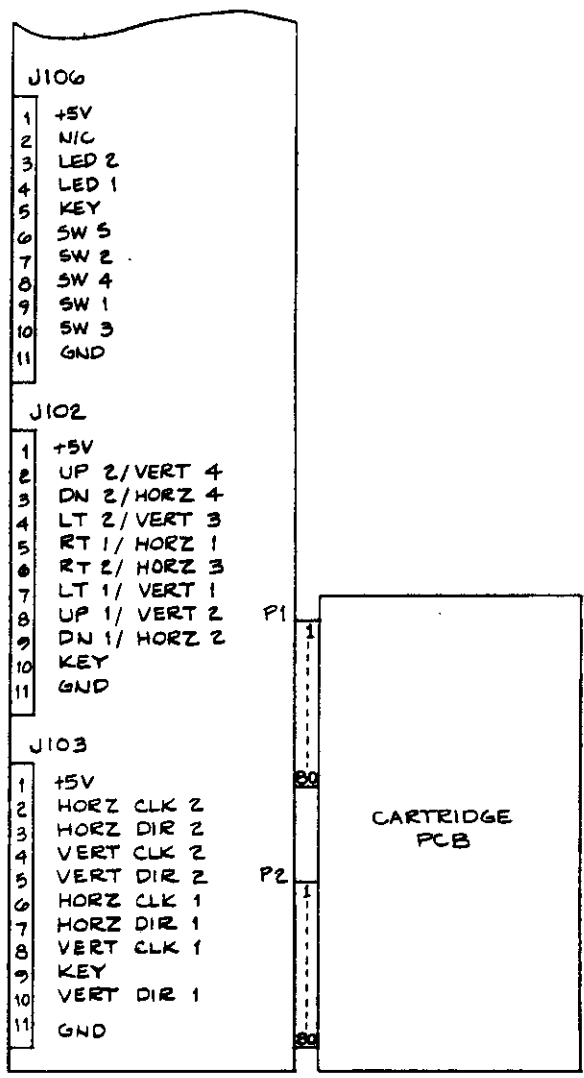 J106
1 +5V
2 N/C
3 LED 2
4 LED 1
5 KEY
6 SW 5
7 SW 2
8 SW 4
9 SW 1
10 SW 3
11 GND
J102
1 +5V
2 UP 2/VERT 4
3 DN 2/HORZ 4
4 LT 2/VERT 3
5 RT 1/ HORZ 1
6 RT 2/ HORZ 3
7 LT 1/ VERT 1
8 UP 1/ VERT 2
9 DN 1/ HORZ 2
10 KEY
11 GND
J103
1 +5V
2 HORZ CLK 2
3 HORZ DIR 2
4 VERT CLK 2
5 VERT DIR 2
6 HORZ CLK 1
7 HORZ DIR 1
8 VERT CLK 1
9 KEY
10 VERT DIR 1
11 GND
P1
1
80
P2
1
80
CARTRIDGE
PCB